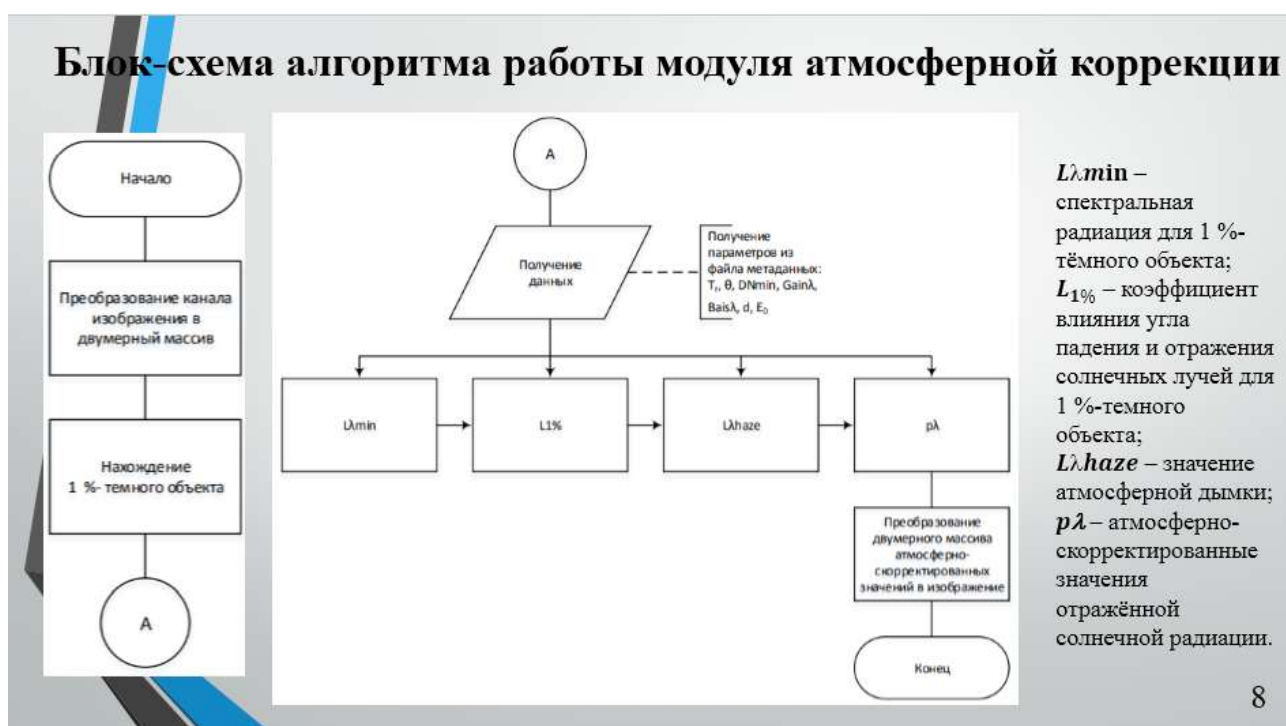 Блок-схема алгоритма работы модуля атмосферной коррекции
Начало
Преобразование канала
изображения в
двумерный массив
Нахождение
1 %- темного объекта
А
А
Получение
данных
Получение
параметров из
файла метаданных:
Tᵣ, θ, DNmin, Gainλ,
Baisλ, d, E₀
Lλmin
L1%
Lλhaze
pλ
Преобразование
двумерного массива
атмосферно-
скорректированных
значений в изображение
Конец
Lλmin –
спектральная
радиация для 1 %-
тёмного объекта;
L₁% – коэффициент
влияния угла
падения и отражения
солнечных лучей для
1 %-темного
объекта;
Lλhaze – значение
атмосферной дымки;
pλ – атмосферно-
скорректированные
значения
отражённой
солнечной радиации.
8